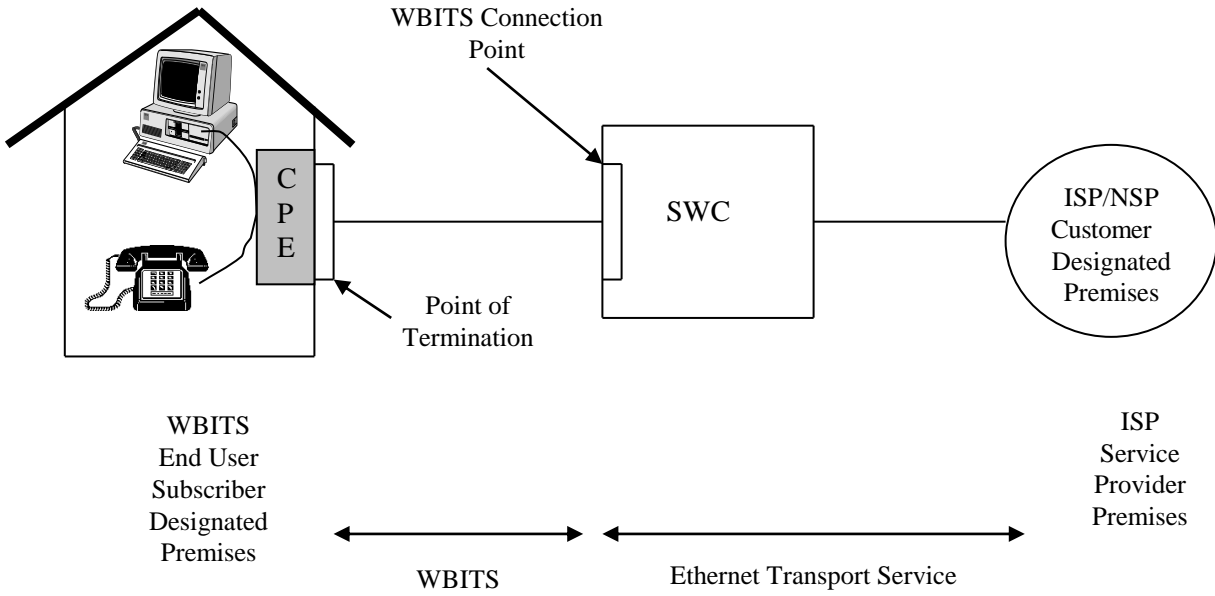 WBITS Connection
Point
C
P
E
SWC
ISP/NSP
Customer
Designated
Premises
Point of
Termination
WBITS
End User
Subscriber
Designated
Premises
ISP
Service
Provider
Premises
WBITS
Ethernet Transport Service